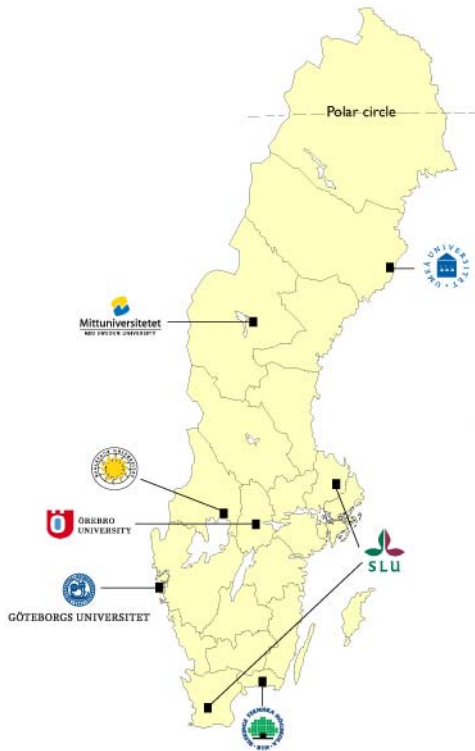 Polar circle
UMEÅ UNIVERSITET
Mittuniversitetet
MID SWEDEN UNIVERSITY
ÖREBRO
UNIVERSITY
SLU
GÖTEBORGS UNIVERSITET